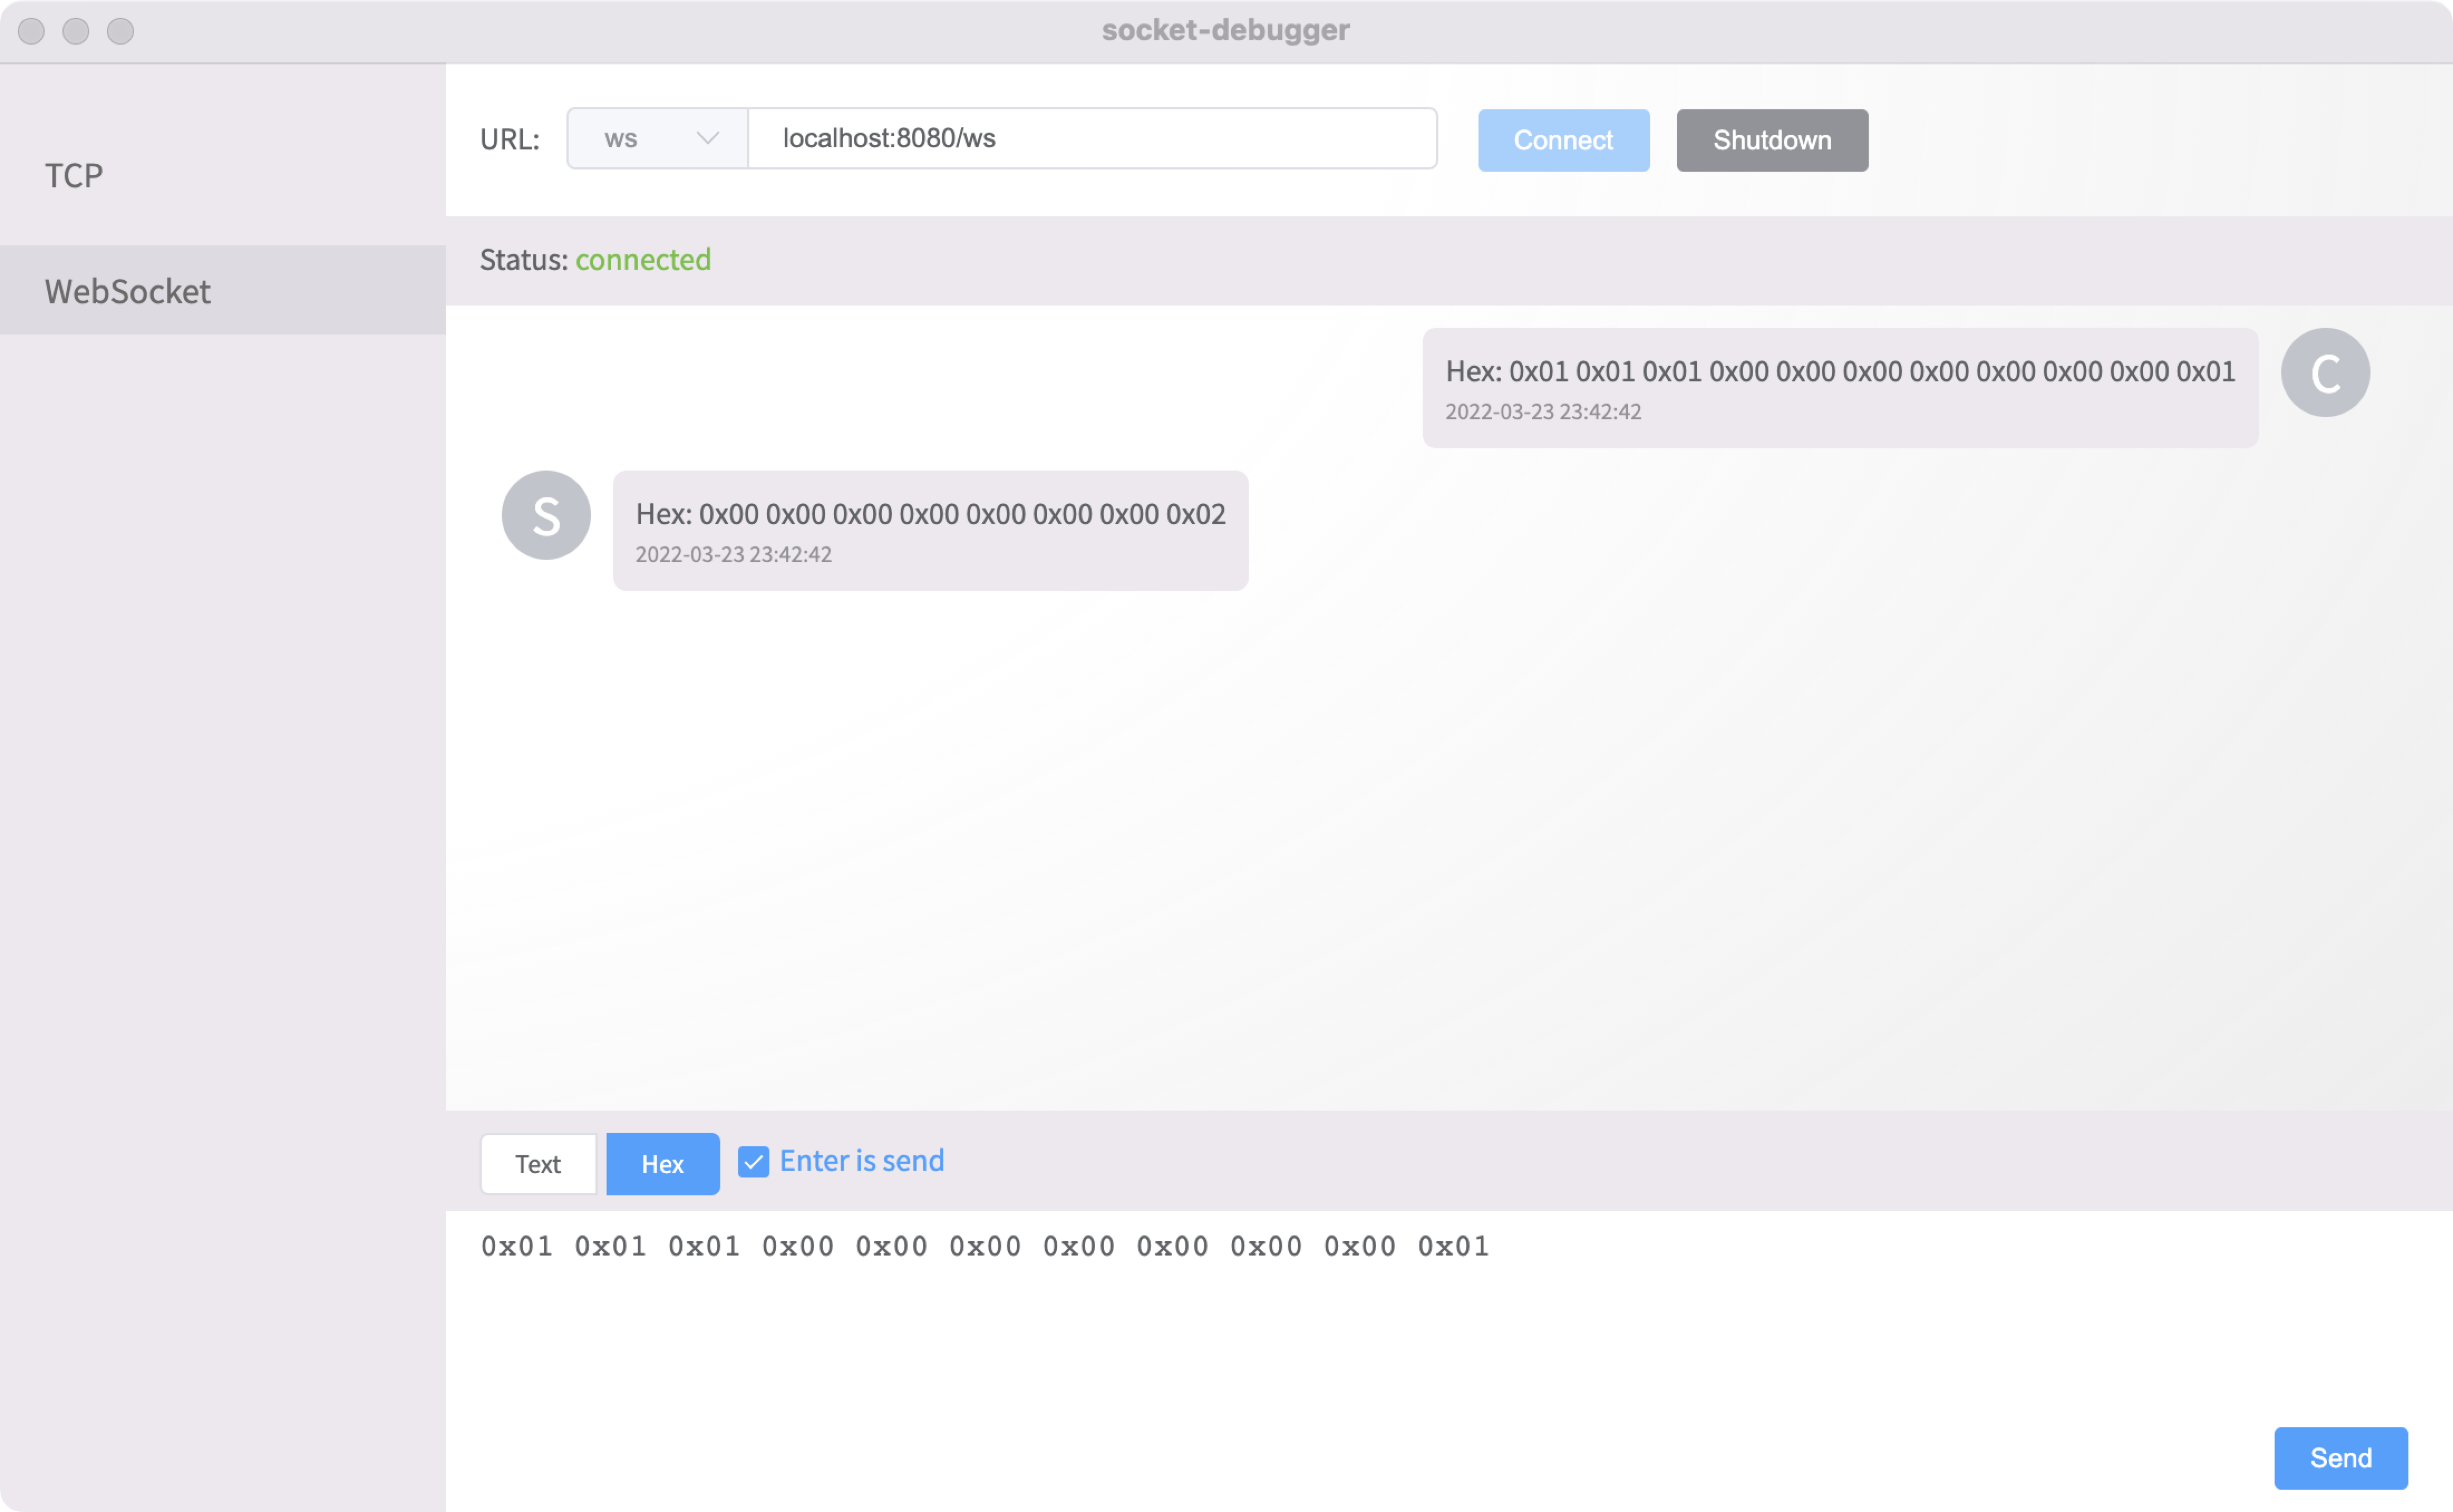 socket-debugger
TCP
WebSocket
URL: ws localhost:8080/ws Connect Shutdown
Status: connected
Hex: 0x01 0x01 0x01 0x00 0x00 0x00 0x00 0x00 0x00 0x00 0x01
2022-03-23 23:42:42
C
S
Hex: 0x00 0x00 0x00 0x00 0x00 0x00 0x00 0x02
2022-03-23 23:42:42
Text Hex Enter is send
0x01 0x01 0x01 0x00 0x00 0x00 0x00 0x00 0x00 0x00 0x01
Send